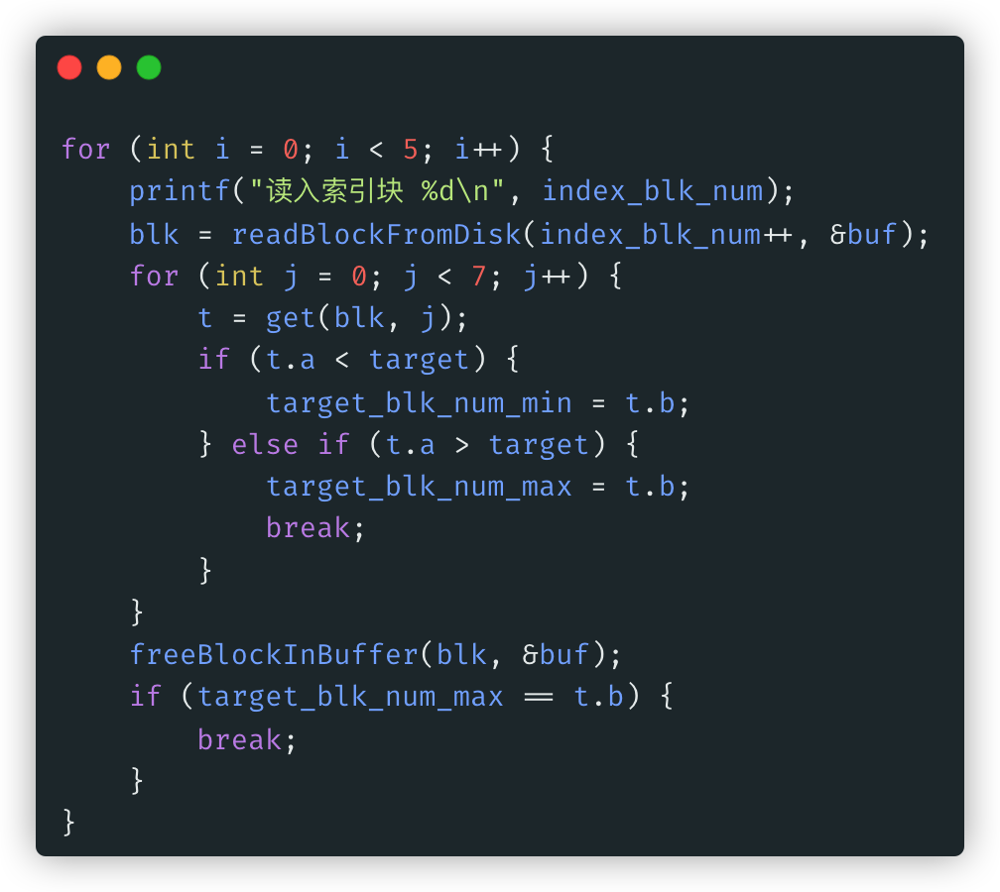 for (int i = 0; i < 5; i++) {
    printf("读入索引块 %d\n", index_blk_num);
    blk = readBlockFromDisk(index_blk_num++, &buf);
    for (int j = 0; j < 7; j++) {
        t = get(blk, j);
        if (t.a < target) {
            target_blk_num_min = t.b;
        } else if (t.a > target) {
            target_blk_num_max = t.b;
            break;
        }
    }
    freeBlockInBuffer(blk, &buf);
    if (target_blk_num_max == t.b) {
        break;
    }
}